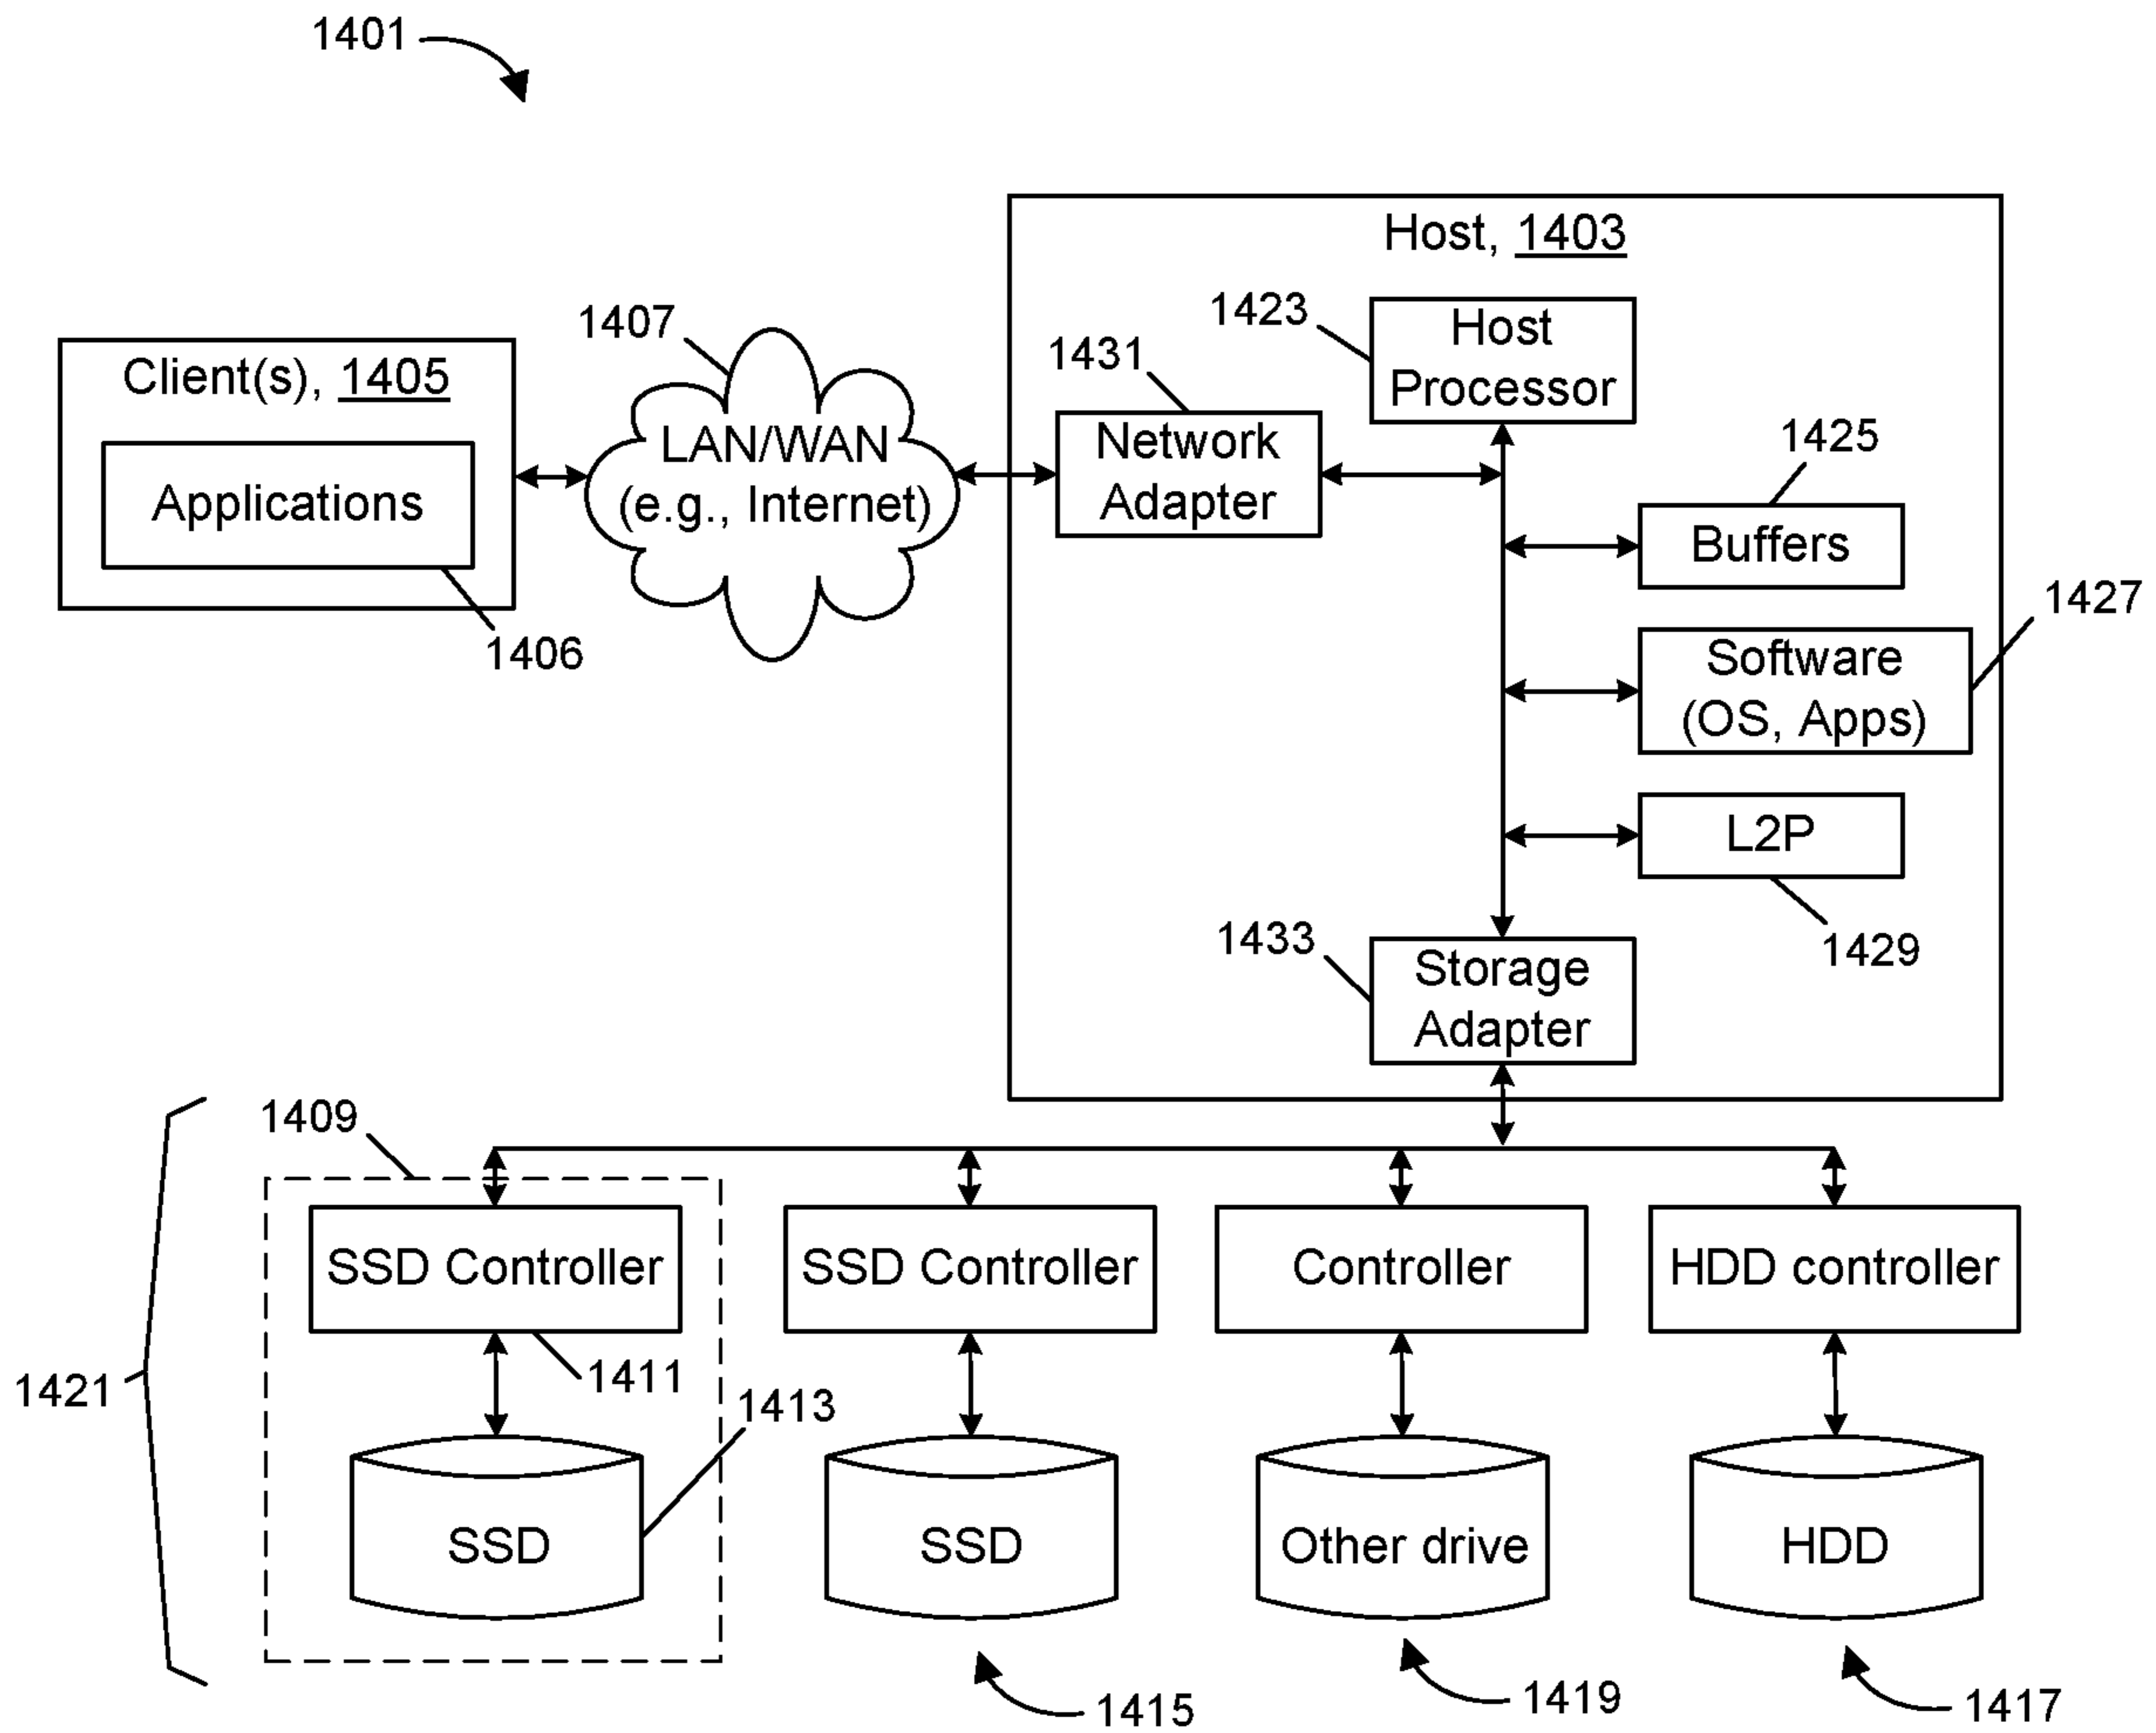 1401
Host, 1403
1423
Host
Processor
1407
1431
Client(s), 1405
Applications
1406
LAN/WAN
(e.g., Internet)
Network
Adapter
1425
Buffers
1427
Software
(OS, Apps)
L2P
1429
1433
Storage
Adapter
1409
1421
SSD Controller
SSD Controller
Controller
HDD controller
1411
1413
SSD
SSD
Other drive
HDD
1415
1419
1417